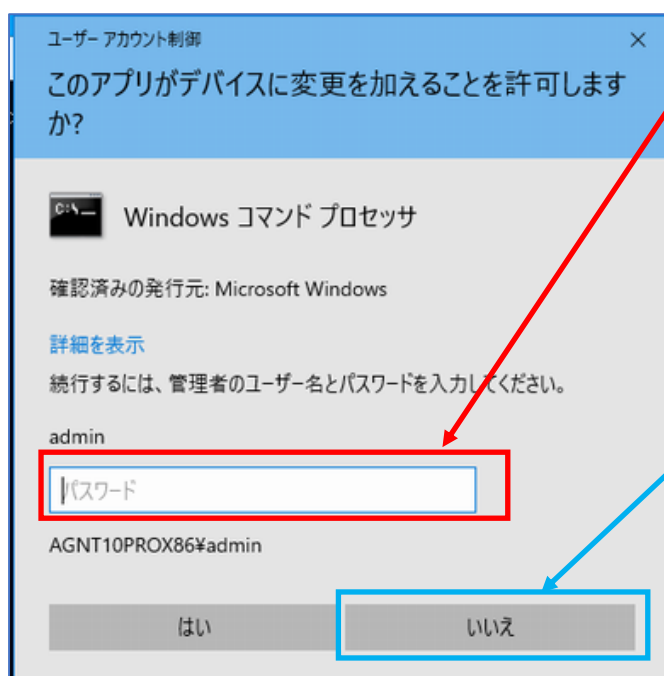 ユーザー アカウント制御
このアプリがデバイスに変更を加えることを許可します
か?
C:\_
Windows コマンド プロセッサ
確認済みの発行元: Microsoft Windows
詳細を表示
続行するには、管理者のユーザー名とパスワードを入力してください。
admin
パスワード
AGNT10PROX86¥admin
はい
いいえ